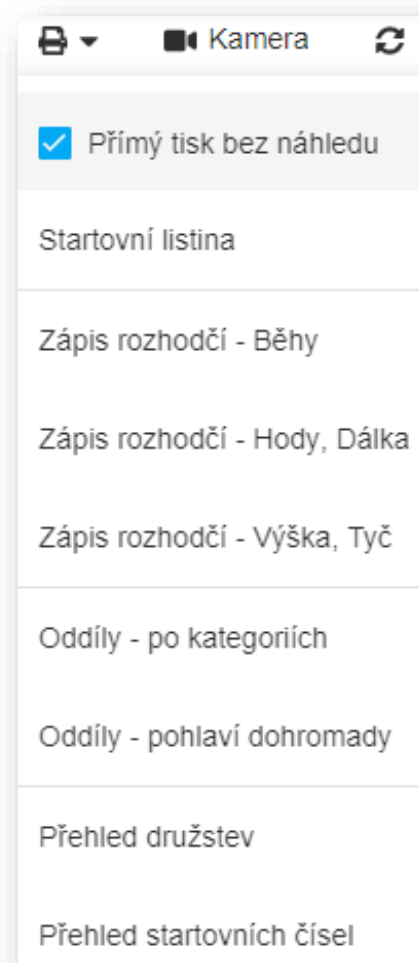 Kamera
Přímý tisk bez náhledu
Startovní listina
Zápis rozhodčí - Běhy
Zápis rozhodčí - Hody, Dálka
Zápis rozhodčí - Výška, Tyč
Oddíly - po kategoriích
Oddíly - pohlaví dohromady
Přehled družstev
Přehled startovních čísel